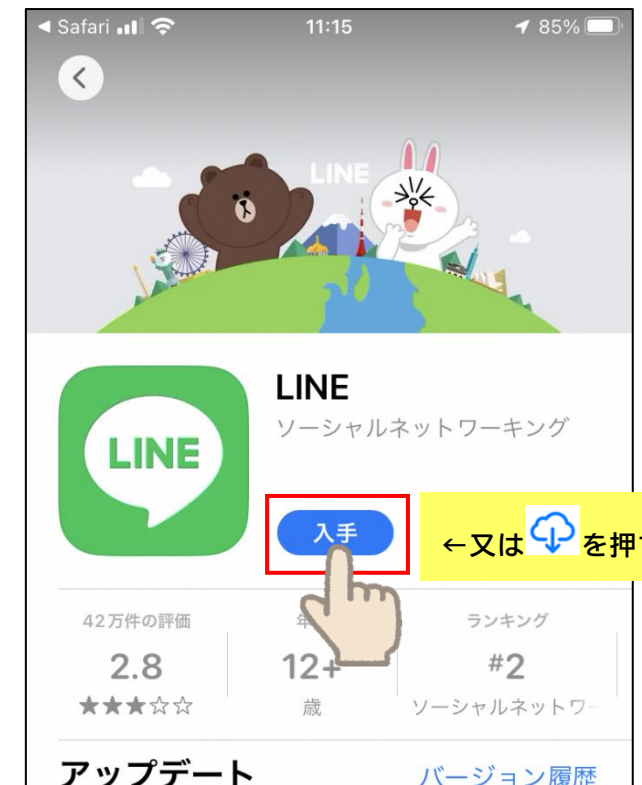 Safari 11:15 85%
LINE
LINE
ソーシャルネットワーキング
LINE
入手
←又は を押
42万件の評価
ランキング
2.8
12+
#2
★★★☆☆
歳
ソーシャルネットワー
アップデート
バージョン履歴